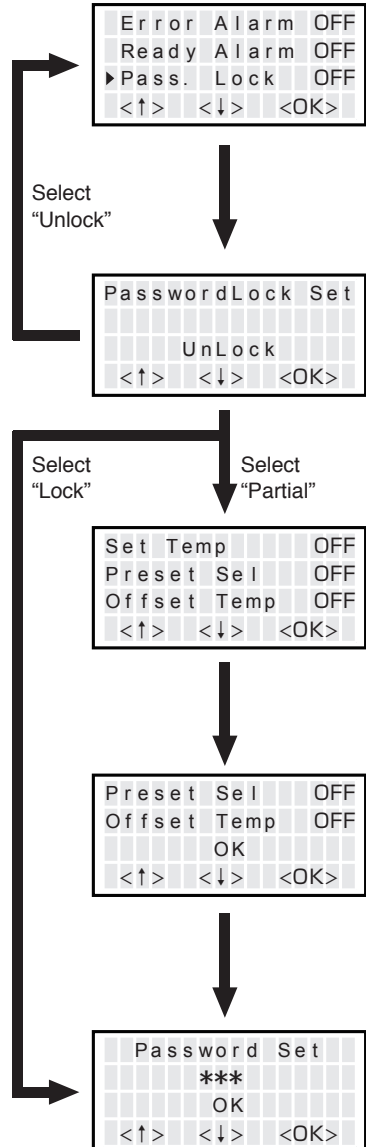 Error Alarm OFF
Ready Alarm OFF
▶Pass. Lock OFF
<↑> <↓> <OK>
Select
“Unlock”
PasswordLock Set
UnLock
<↑> <↓> <OK>
Select
“Lock”
Select
“Partial”
Set Temp OFF
Preset Sel OFF
Offset Temp OFF
<↑> <↓> <OK>
Preset Sel OFF
Offset Temp OFF
OK
<↑> <↓> <OK>
Password Set
***
OK
<↑> <↓> <OK>